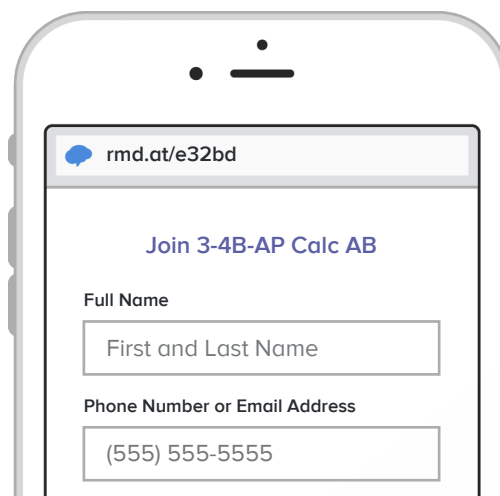 rmd.at/e32bd
Join 3-4B-AP Calc AB
Full Name
First and Last Name
Phone Number or Email Address
(555) 555-5555